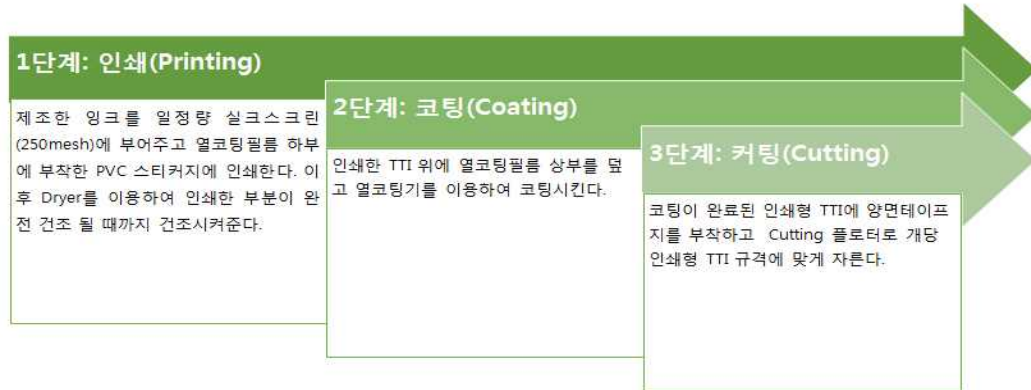 1단계: 인쇄(Printing)
제조한 잉크를 일정량 실크스크린
(250mesh)에 부어주고 열코팅필름 하부
에 부착한 PVC 스티커지에 인쇄한다. 이
후 Dryer를 이용하여 인쇄한 부분이 완
전 건조 될 때까지 건조시켜준다.
2단계: 코팅(Coating)
인쇄한 TTI 위에 열코팅필름 상부를 덮
고 열코팅기를 이용하여 코팅시킨다.
3단계: 커팅(Cutting)
코팅이 완료된 인쇄형 TTI에 양면테이프
지를 부착하고 Cutting 플로터로 개당
인쇄형 TTI 규격에 맞게 자른다.